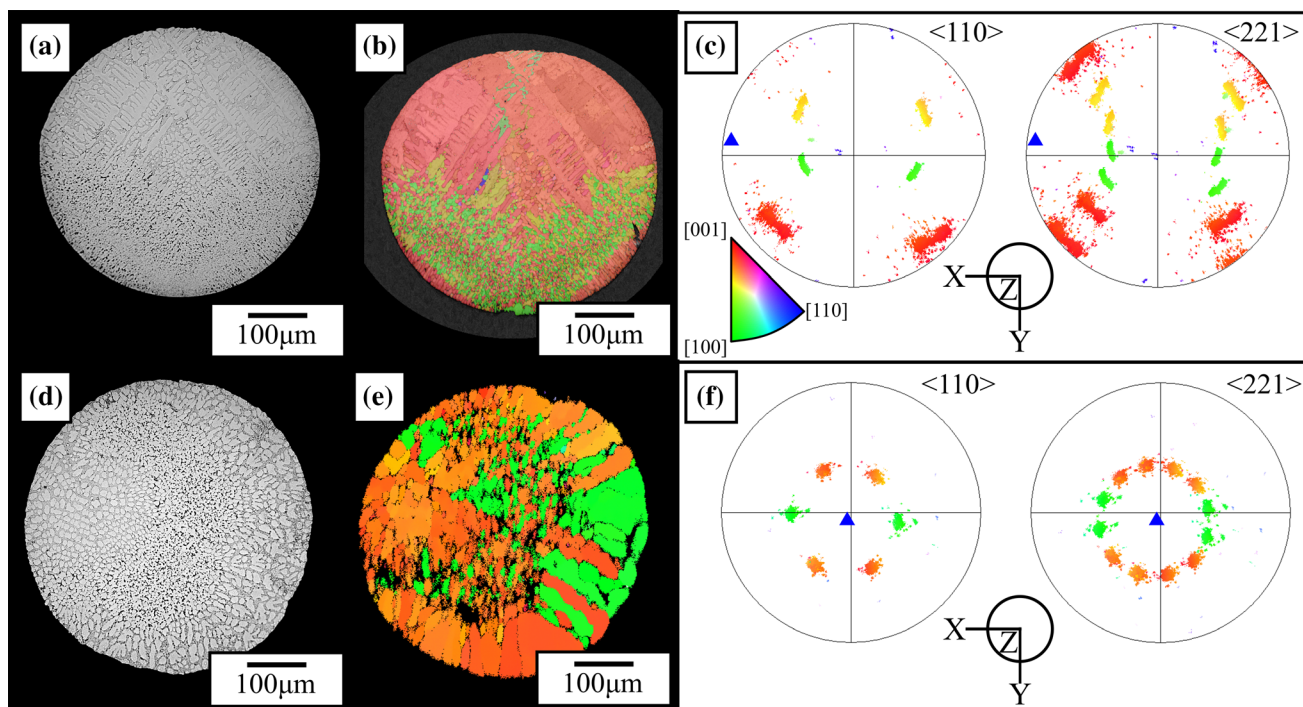 (a)
100μm
(b)
100μm
(c)
<110>
<221>
[001]
[110]
[100]
X
Z
Y
(d)
100μm
(e)
100μm
(f)
<110>
<221>
X
Z
Y